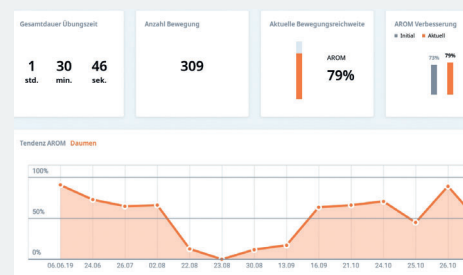 Gesamtdauer Übungszeit
Anzahl Bewegung
Aktuelle Bewegungsreichweite
AROM Verbesserung
Initial Aktuell
1 30 46
std. min. sek.
309
AROM
79%
73% 79%
Tendenz AROM Daumen
100%
50%
0%
06.06.19 24.06 26.07 02.08 22.08 23.08 30.08 13.09 16.09 21.10 24.10 25.10 26.10